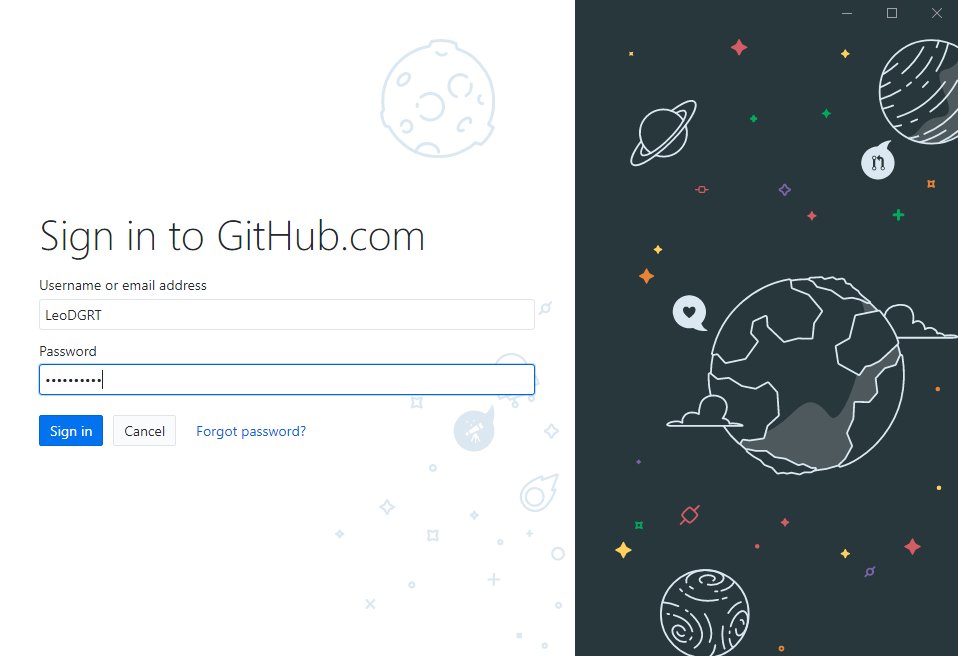 Sign in to GitHub.com
Username or email address
LeoDGRT
Password
••••••••••
Sign in Cancel Forgot password?